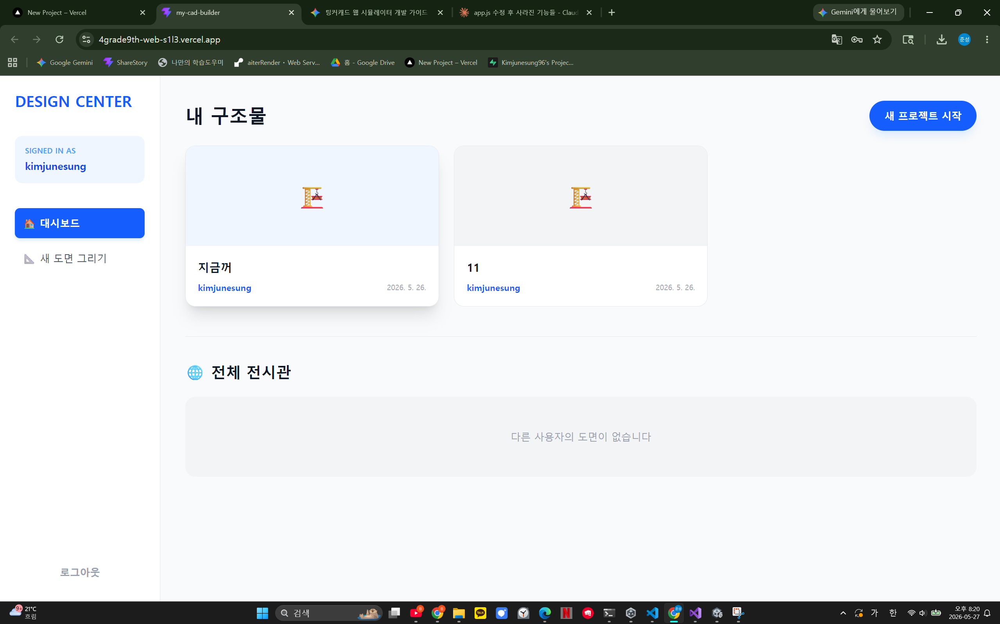 New Project – Vercel
my-cad-builder
팅커캐드 웹 시뮬레이터 개발 가이드
app.js 수정 후 사라진 기능들 - Claud
Gemini에게 물어보기
4grade9th-web-s1l3.vercel.app
준성
Google Gemini
ShareStory
나만의 학습도우미
aiterRender · Web Serv...
홈 - Google Drive
New Project – Vercel
Kimjunesung96's Projec...
DESIGN CENTER
SIGNED IN AS
kimjunesung
대시보드
새 도면 그리기
로그아웃
내 구조물
새 프로젝트 시작
지금꺼
kimjunesung
2026. 5. 26.
11
kimjunesung
2026. 5. 26.
전체 전시관
다른 사용자의 도면이 없습니다
9+
21°C
흐림
검색
TALK
가
한
오후 8:20
2026-05-27